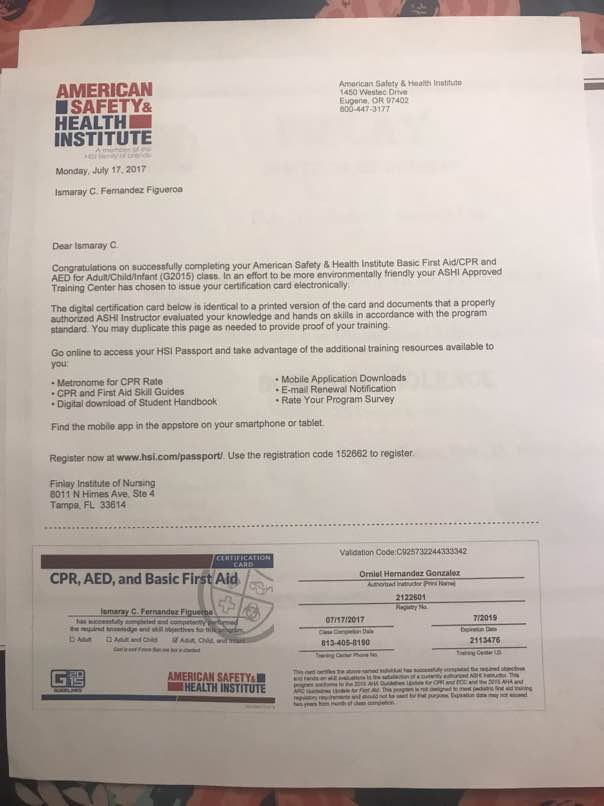 AMERICAN
SAFETY&
HEALTH
INSTITUTE
A member of the
HSI family of brands
American Safety & Health Institute
1450 Westec Drive
Eugene, OR 97402
800-447-3177
Monday, July 17, 2017
Ismaray C. Fernandez Figueroa
Dear Ismaray C.
Congratulations on successfully completing your American Safety & Health Institute Basic First Aid/CPR and
AED for Adult/Child/Infant (G2015) class. In an effort to be more environmentally friendly your ASHI Approved
Training Center has chosen to issue your certification card electronically.
The digital certification card below is identical to a printed version of the card and documents that a properly
authorized ASHI Instructor evaluated your knowledge and hands on skills in accordance with the program
standard. You may duplicate this page as needed to provide proof of your training.
Go online to access your HSI Passport and take advantage of the additional training resources available to
you:
• Metronome for CPR Rate
• CPR and First Aid Skill Guides
• Digital download of Student Handbook
• Mobile Application Downloads
• E-mail Renewal Notification
• Rate Your Program Survey
Find the mobile app in the appstore on your smartphone or tablet.
Register now at www.hsi.com/passport/. Use the registration code 152662 to register.
Finlay Institute of Nursing
8011 N Himes Ave, Ste 4
Tampa, FL 33614
CERTIFICATION
CARD
CPR, AED, and Basic First Aid
Ismaray C. Fernandez Figueroa
has successfully completed and competently performed
the required knowledge and skill objectives for this program.
Adult
Adult and Child
Adult, Child, and Infant
Card is void if more than one box is checked.
G2015
GUIDELINES
AMERICAN SAFETY&
HEALTH INSTITUTE
Validation Code:C925732244333342
Orniel Hernandez Gonzalez
Authorized Instructor (Print Name)
2122601
Registry No.
07/17/2017
Class Completion Date
7/2019
Expiration Date
813-405-8190
Training Center Phone No.
2113476
Training Center I.D.
This card certifies the above named individual has successfully completed the required objectives
and hands on skill evaluations to the satisfaction of a currently authorized ASHI Instructor. This
program conforms to the 2015 AHA Guidelines Update for CPR and ECC and the 2015 AHA and
ARC Guidelines Update for First Aid. This program is not designed to meet pediatric first aid training
regulatory requirements and should not be used for that purpose. Expiration date may not exceed
two years from month of class completion.